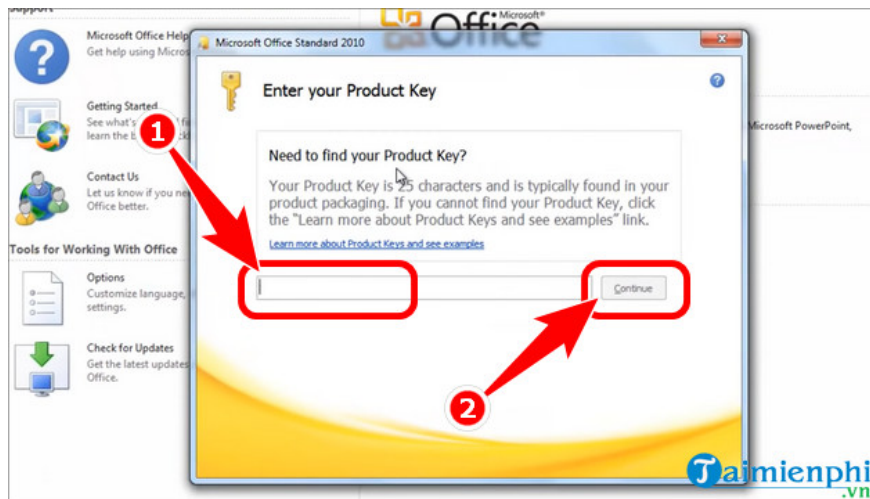 Support
Microsoft Office Help
Get help using Micros
Getting Started
See what's
learn the b
Contact Us
Let us know if you ne
Office better.
Tools for Working With Office
Options
Customize language,
settings.
Check for Updates
Get the latest updates
Office.
Microsoft®
Office
Microsoft PowerPoint,
Microsoft Office Standard 2010
Enter your Product Key
Need to find your Product Key?
Your Product Key is 25 characters and is typically found in your
product packaging. If you cannot find your Product Key, click
the "Learn more about Product Keys and see examples" link.
Learn more about Product Keys and see examples
Continue
1
2
Taimienphi
.vn